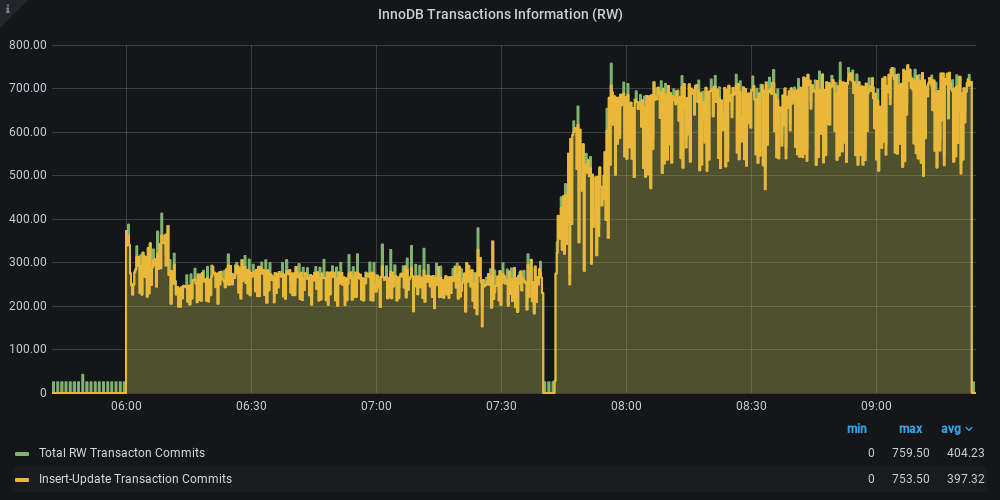 i
InnoDB Transactions Information (RW)
800.00
700.00
600.00
500.00
400.00
300.00
200.00
100.00
0
06:00 06:30 07:00 07:30 08:00 08:30 09:00
min max avg
Total RW Transacton Commits 0 759.50 404.23
Insert-Update Transaction Commits 0 753.50 397.32